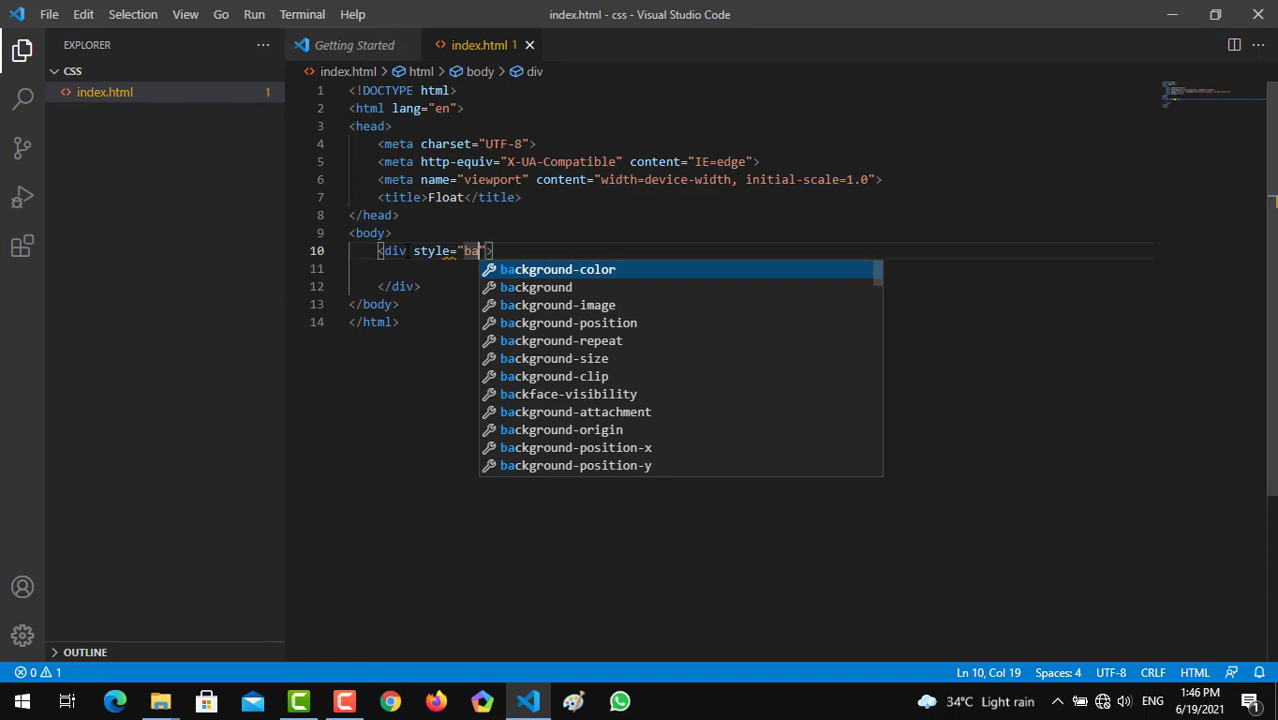 File Edit Selection View Go Run Terminal Help index.html - css - Visual Studio Code
EXPLORER
CSS
index.html 1
OUTLINE
Getting Started index.html 1
index.html > html > body > div
1 <!DOCTYPE html>
2 <html lang="en">
3 <head>
4 <meta charset="UTF-8">
5 <meta http-equiv="X-UA-Compatible" content="IE=edge">
6 <meta name="viewport" content="width=device-width, initial-scale=1.0">
7 <title>Float</title>
8 </head>
9 <body>
10 <div style="ba">
11
12 </div>
13 </body>
14 </html>
background-color
background
background-image
background-position
background-repeat
background-size
background-clip
backface-visibility
background-attachment
background-origin
background-position-x
background-position-y
0 1 Ln 10, Col 19 Spaces: 4 UTF-8 CRLF HTML
34°C Light rain ENG 1:46 PM
6/19/2021 1